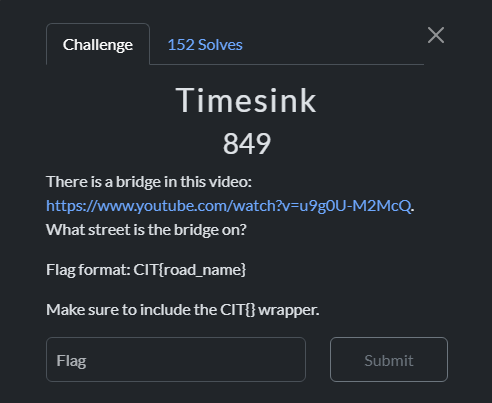 Challenge
152 Solves
Timesink
849
There is a bridge in this video:
https://www.youtube.com/watch?v=u9g0U-M2McQ.
What street is the bridge on?
Flag format: CIT{road_name}
Make sure to include the CIT{} wrapper.
Flag
Submit